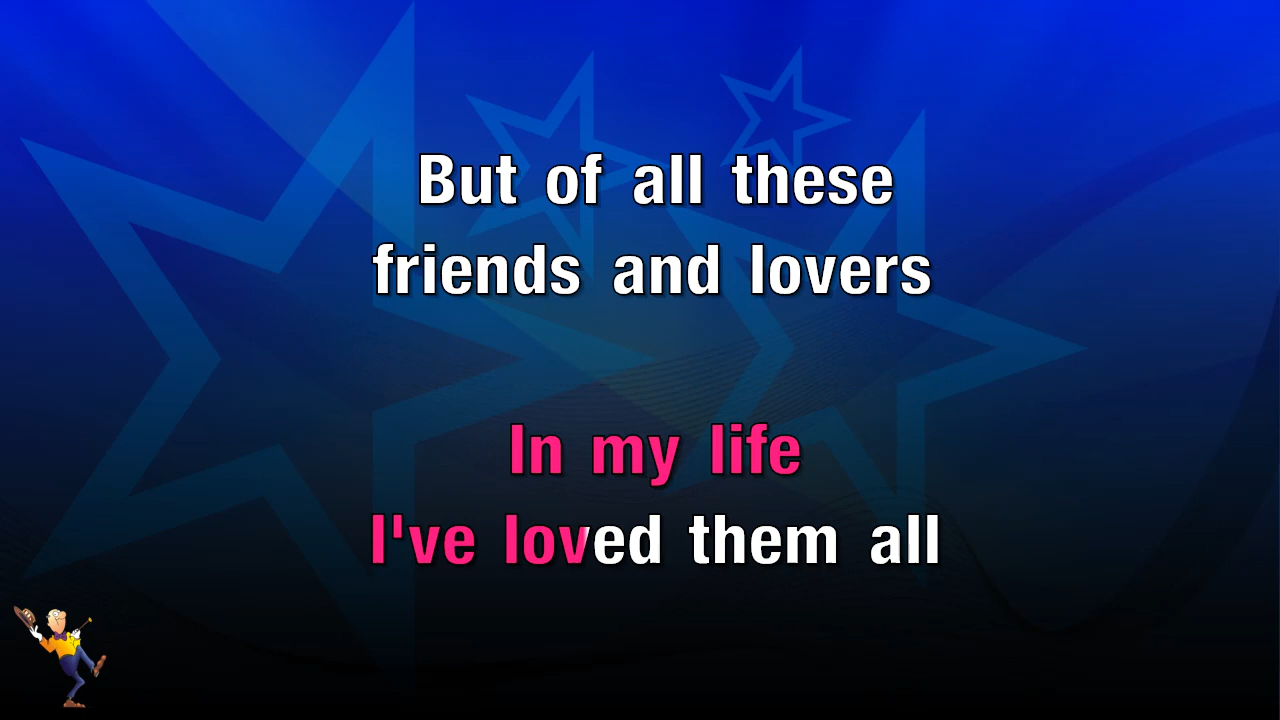 But of all these
friends and lovers
In my life
I've loved them all